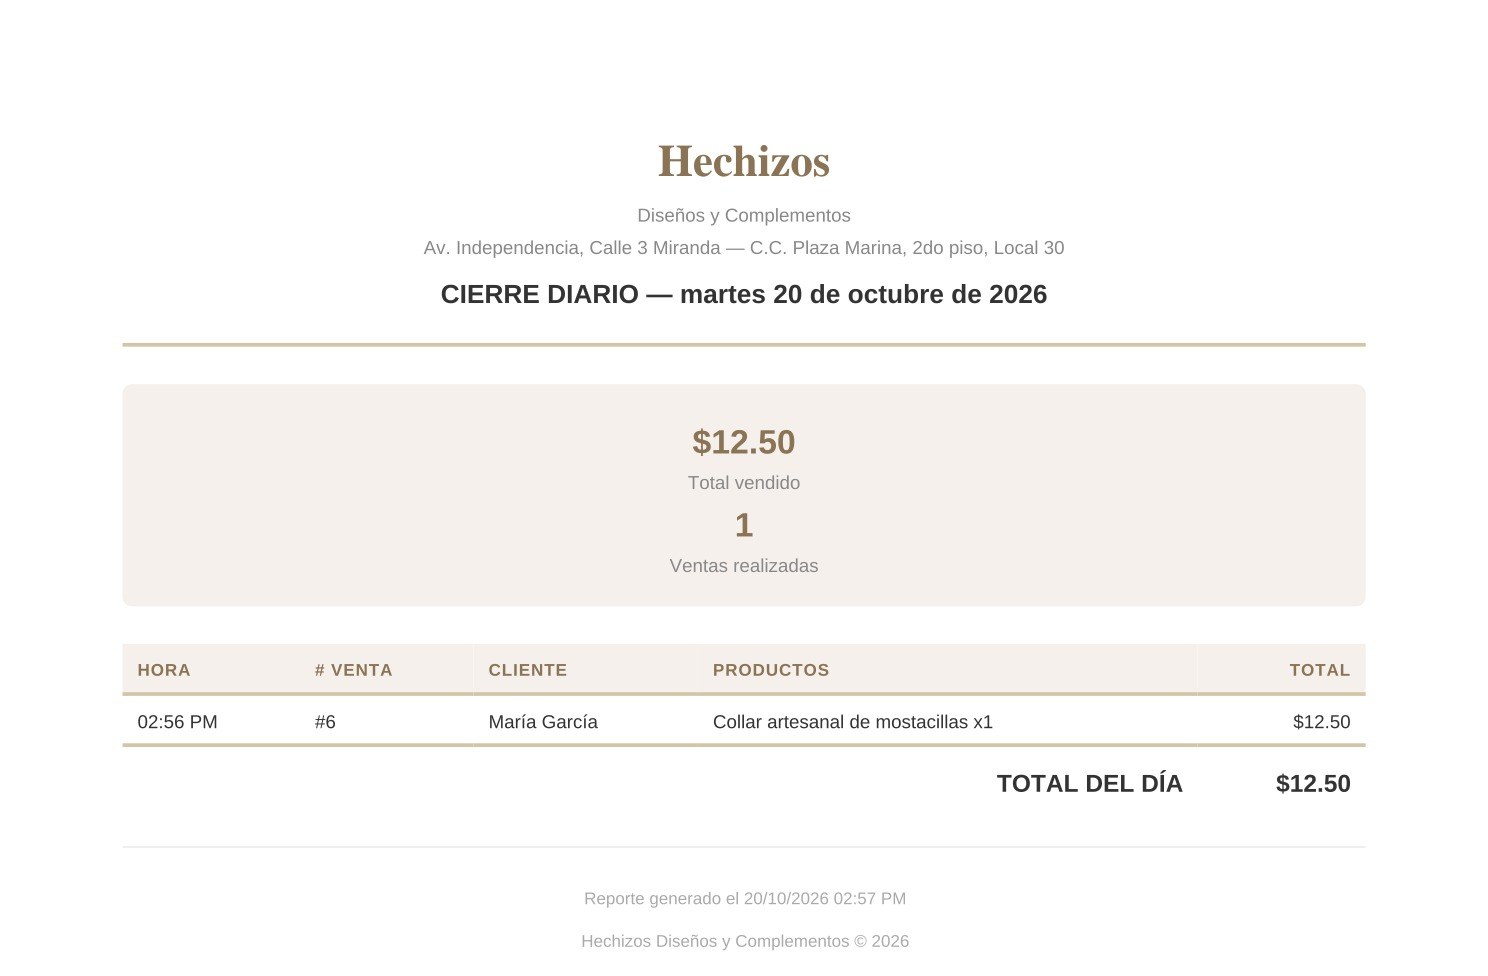 Hechizos
Diseños y Complementos
Av. Independencia, Calle 3 Miranda — C.C. Plaza Marina, 2do piso, Local 30
CIERRE DIARIO — martes 20 de octubre de 2026
$12.50
Total vendido
1
Ventas realizadas
HORA # VENTA CLIENTE PRODUCTOS TOTAL
02:56 PM #6 María García Collar artesanal de mostacillas x1 $12.50
TOTAL DEL DÍA $12.50
Reporte generado el 20/10/2026 02:57 PM
Hechizos Diseños y Complementos © 2026